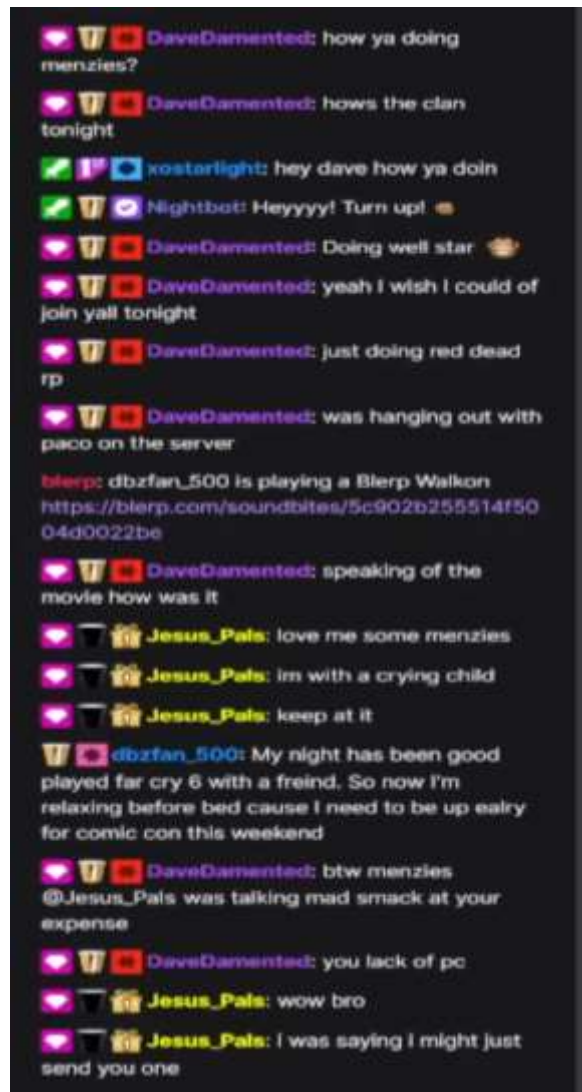 DaveDamented: how ya doing
menzies?
DaveDamented: hows the clan
tonight
xostarlight: hey dave how ya doin
Nightbot: Heyyyy! Turn up!
DaveDamented: Doing well star
DaveDamented: yeah I wish I could of
join yall tonight
DaveDamented: just doing red dead
rp
DaveDamented: was hanging out with
paco on the server
blerp: dbzfan_500 is playing a Blerp Walkon
https://blerp.com/soundbites/5c902b255514f50
04d0022be
DaveDamented: speaking of the
movie how was it
Jesus_Pals: love me some menzies
Jesus_Pals: im with a crying child
Jesus_Pals: keep at it
dbzfan_500: My night has been good
played far cry 6 with a freind. So now I'm
relaxing before bed cause I need to be up ealry
for comic con this weekend
DaveDamented: btw menzies
@Jesus_Pals was talking mad smack at your
expense
DaveDamented: you lack of pc
Jesus_Pals: wow bro
Jesus_Pals: i was saying i might just
send you one